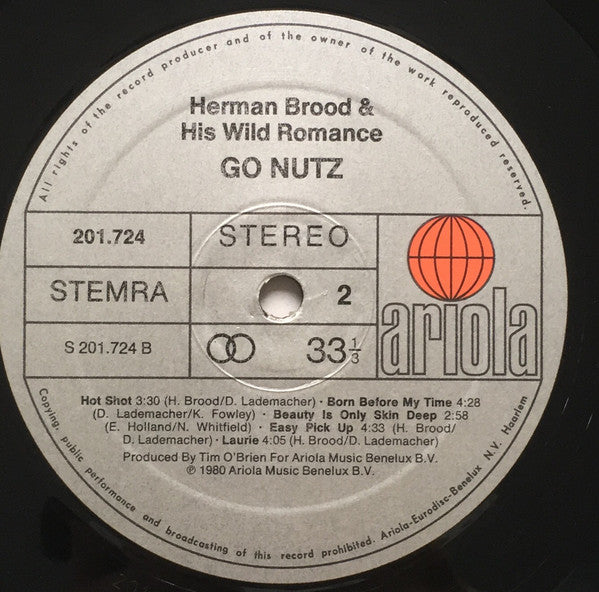 All rights of the record producer and of the owner of the work reproduced reserved.
Herman Brood &
His Wild Romance
GO NUTZ
201.724
STEREO
STEMRA
2
ariola
S 201.724 B
33 1/3
Hot Shot 3:30 (H. Brood/D. Lademacher) · Born Before My Time 4:28
(D. Lademacher/K. Fowley) · Beauty Is Only Skin Deep 2:58
(E. Holland/N. Whitfield) · Easy Pick Up 4:33 (H. Brood/
D. Lademacher) · Laurie 4:05 (H. Brood/D. Lademacher)
Produced By Tim O'Brien For Ariola Music Benelux B.V.
℗ 1980 Ariola Music Benelux B.V.
Copying, public performance and broadcasting of this record prohibited. Ariola-Eurodisc-Benelux N.V. Haarlem